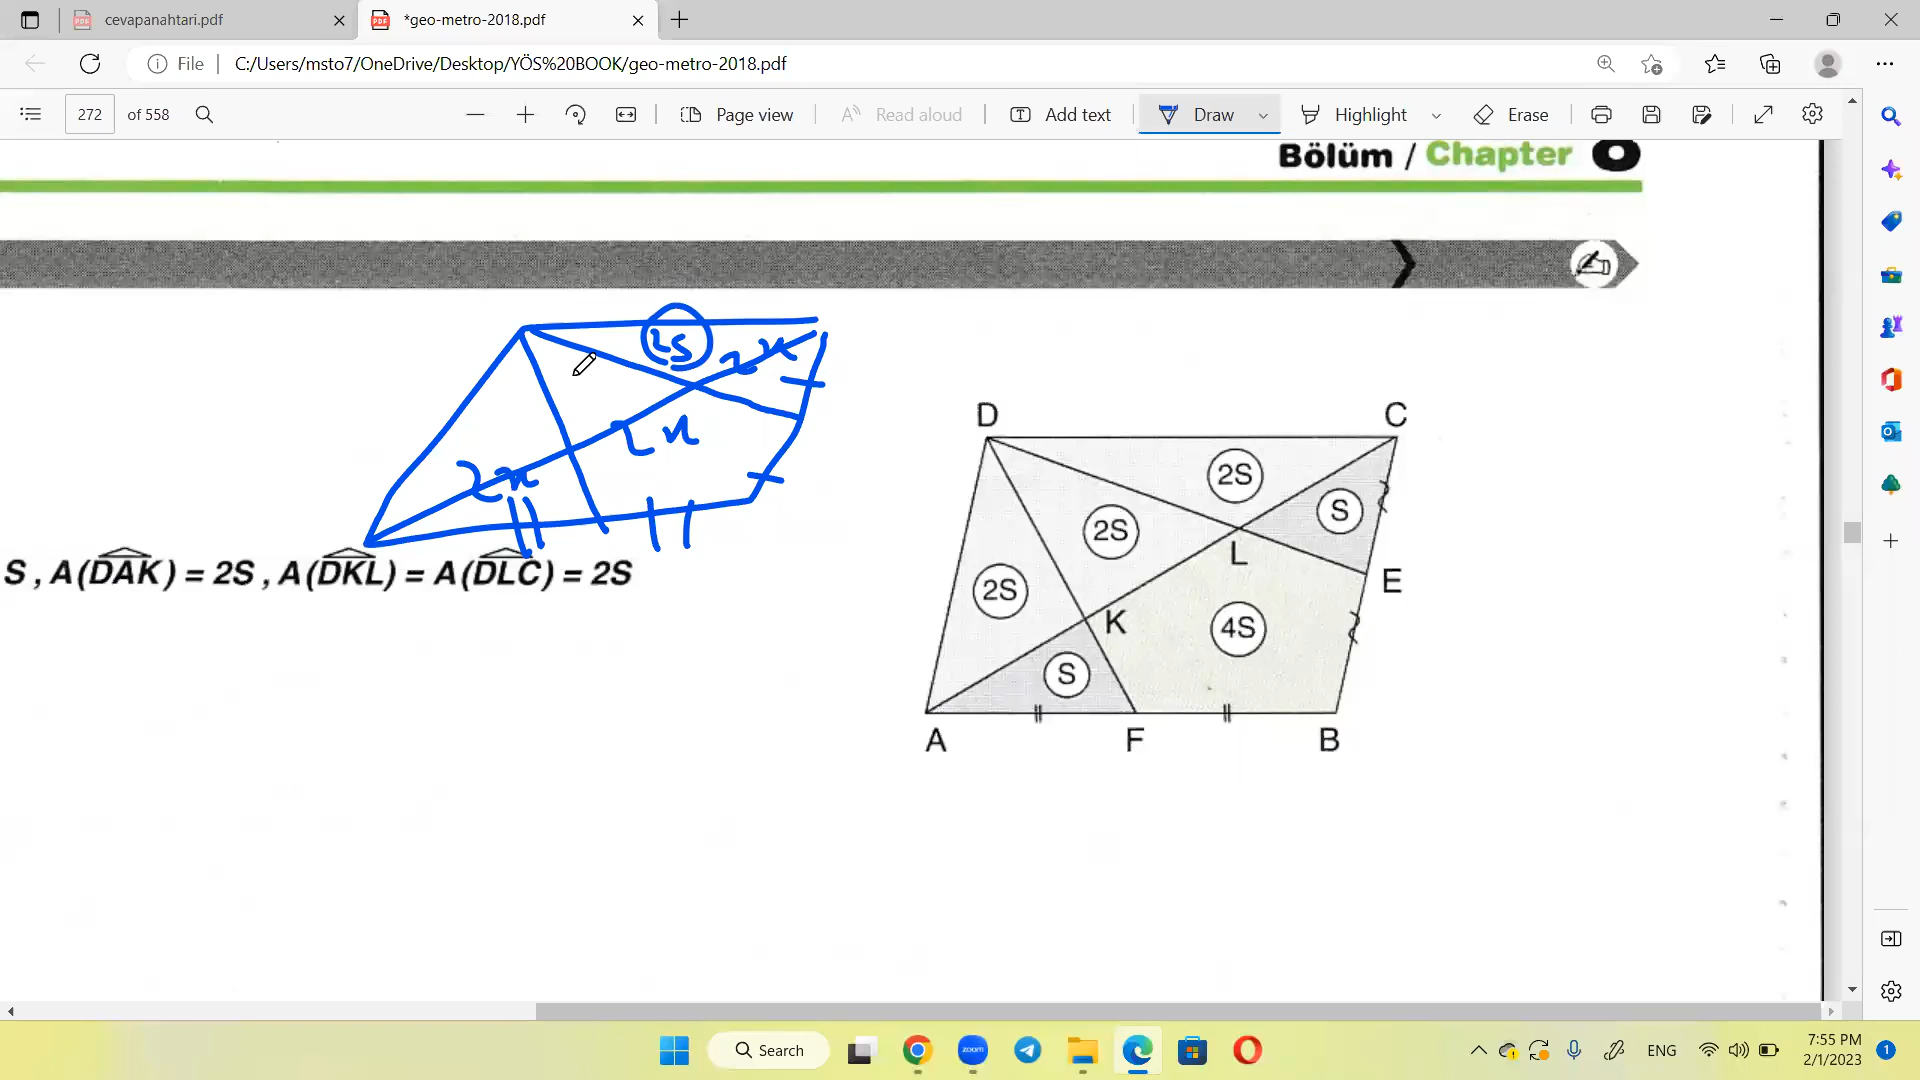 cevapanahtari.pdf
*geo-metro-2018.pdf
File
C:/Users/msto7/OneDrive/Desktop/YÖS%20BOOK/geo-metro-2018.pdf
272 of 558
Page view
Read aloud
Add text
Draw
Highlight
Erase
Bölüm / Chapter
2S
2x
2x
2x
S , A(DAK) = 2S , A(DKL) = A(DLC) = 2S
D C
2S
S
2S
L
E
2S
K
4S
S
A F B
Search
zoom
ENG
7:55 PM
2/1/2023
1